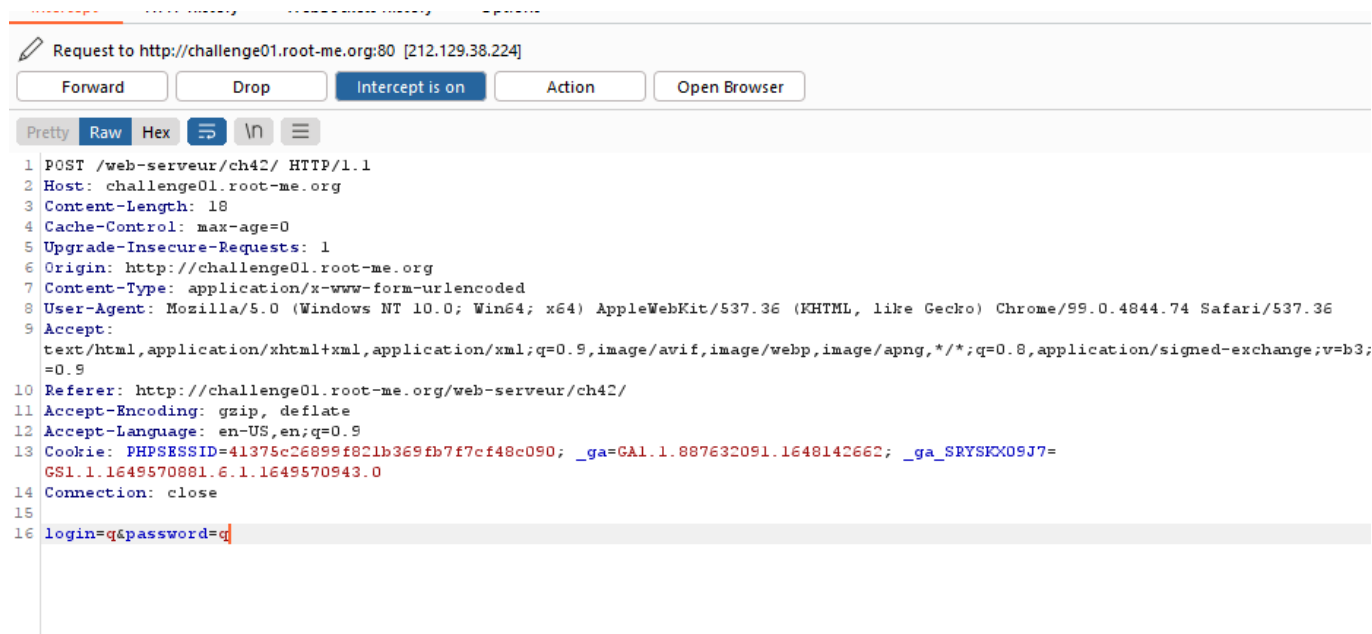 Request to http://challenge01.root-me.org:80 [212.129.38.224]
Forward Drop Intercept is on Action Open Browser
Pretty Raw Hex \n
1 POST /web-serveur/ch42/ HTTP/1.1
2 Host: challenge01.root-me.org
3 Content-Length: 18
4 Cache-Control: max-age=0
5 Upgrade-Insecure-Requests: 1
6 Origin: http://challenge01.root-me.org
7 Content-Type: application/x-www-form-urlencoded
8 User-Agent: Mozilla/5.0 (Windows NT 10.0; Win64; x64) AppleWebKit/537.36 (KHTML, like Gecko) Chrome/99.0.4844.74 Safari/537.36
9 Accept:
text/html,application/xhtml+xml,application/xml;q=0.9,image/avif,image/webp,image/apng,*/*;q=0.8,application/signed-exchange;v=b3;
=0.9
10 Referer: http://challenge01.root-me.org/web-serveur/ch42/
11 Accept-Encoding: gzip, deflate
12 Accept-Language: en-US,en;q=0.9
13 Cookie: PHPSESSID=41375c26899f821b369fb7f7cf48c090; _ga=GA1.1.887632091.1648142662; _ga_SRYSKX09J7=
GS1.1.1649570881.6.1.1649570943.0
14 Connection: close
15
16 login=q&password=q